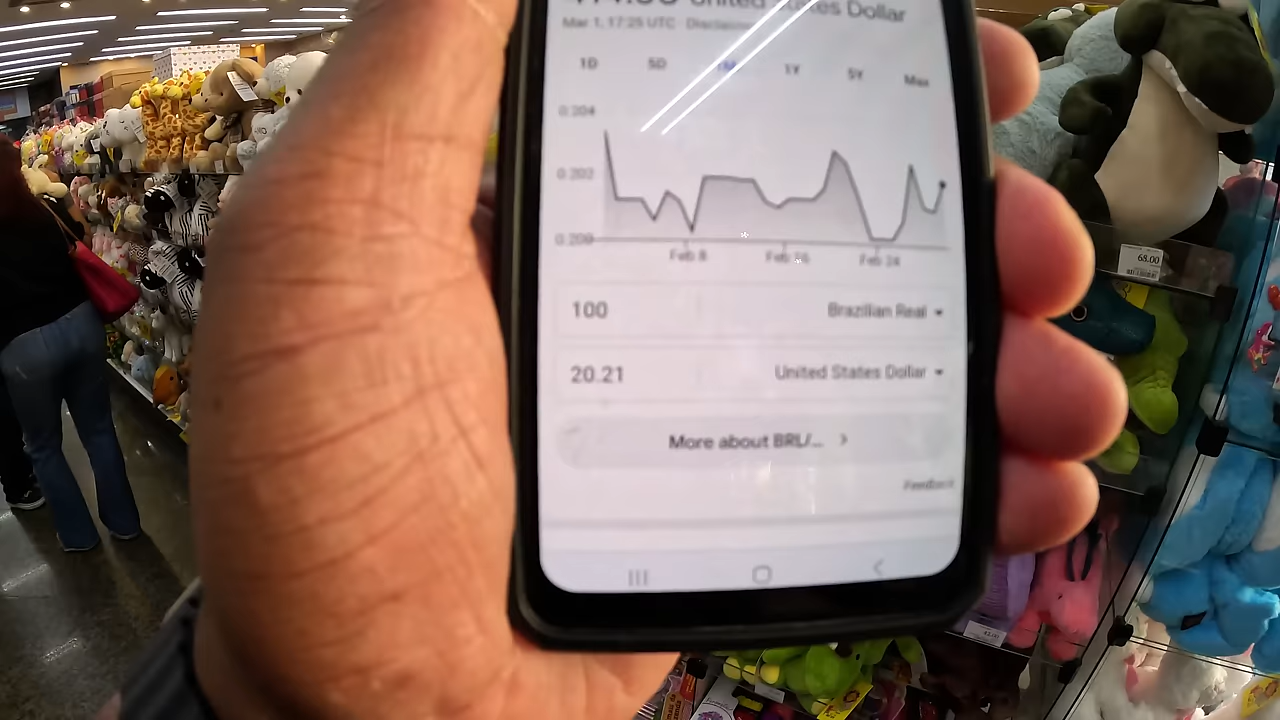 United States Dollar
Mar 1, 17:25 UTC ·
1D 5D 1M 1Y 5Y Max
0.204
0.202
0.200
Feb 8 Feb 16 Feb 24
100 Brazilian Real
20.21 United States Dollar
More about BRL/... >
Feedback
68.00